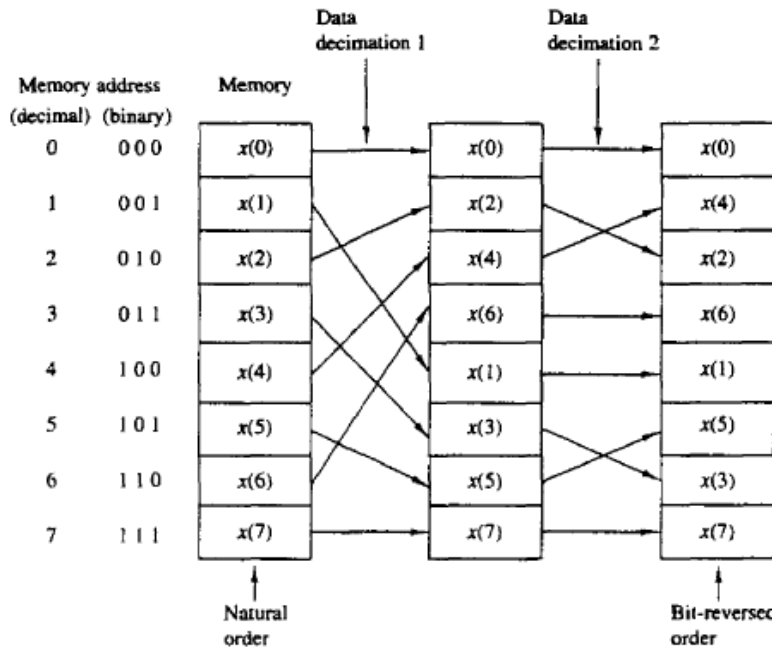 Data Data
decimation 1 decimation 2
Memory address Memory
(decimal) (binary)
0 0 0 0 x(0) x(0) x(0)
1 0 0 1 x(1) x(2) x(4)
2 0 1 0 x(2) x(4) x(2)
3 0 1 1 x(3) x(6) x(6)
4 1 0 0 x(4) x(1) x(1)
5 1 0 1 x(5) x(3) x(5)
6 1 1 0 x(6) x(5) x(3)
7 1 1 1 x(7) x(7) x(7)
Natural Bit-reversed
order order